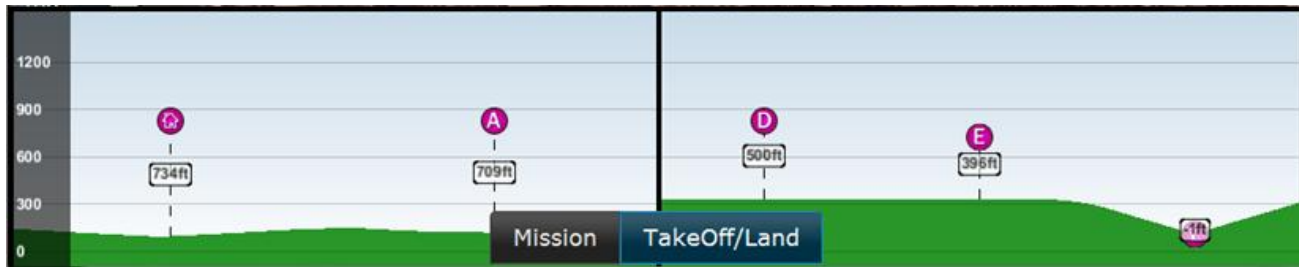 1200
900
A
D
E
600
734ft
709ft
500ft
396ft
300
-1ft
Mission
TakeOff/Land
0